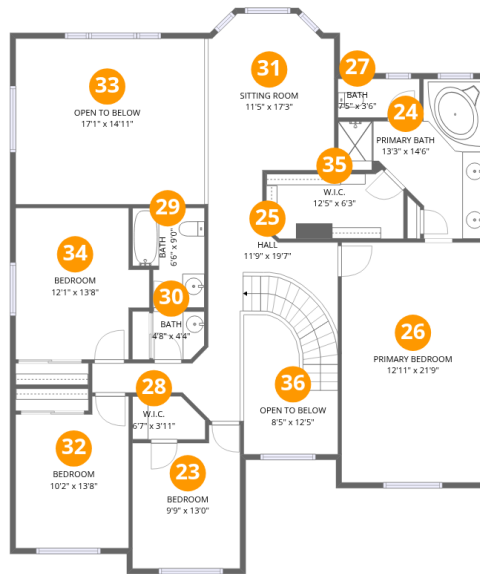 33
OPEN TO BELOW
17'1" x 14'11"
31
SITTING ROOM
11'5" x 17'3"
27
BATH
7'5" x 3'6"
24
PRIMARY BATH
13'3" x 14'6"
35
W.I.C.
12'5" x 6'3"
25
HALL
11'9" x 19'7"
29
BATH
6'6" x 9'0"
34
BEDROOM
12'1" x 13'8"
30
BATH
4'8" x 4'4"
26
PRIMARY BEDROOM
12'11" x 21'9"
36
OPEN TO BELOW
8'5" x 12'5"
28
W.I.C.
6'7" x 3'11"
32
BEDROOM
10'2" x 13'8"
23
BEDROOM
9'9" x 13'0"